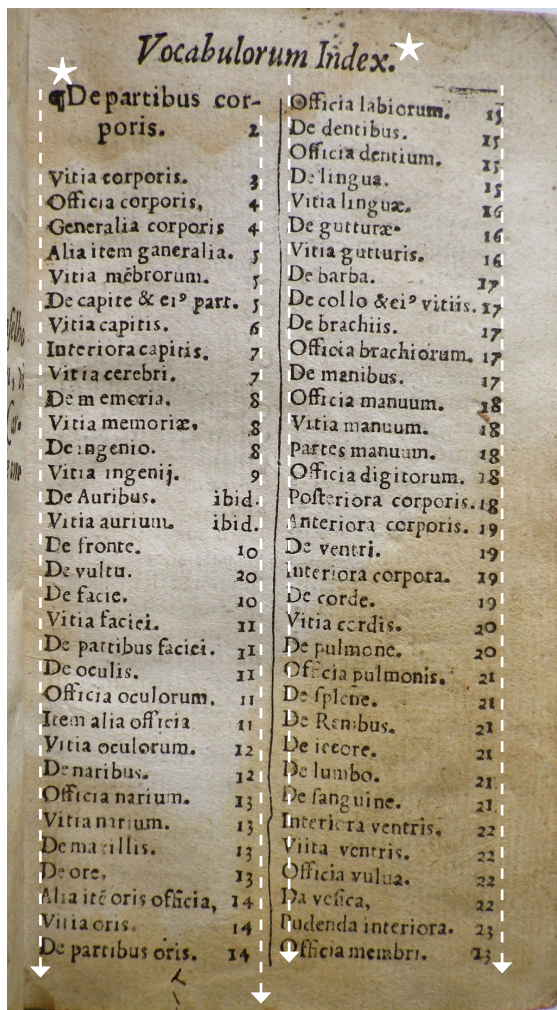 Vocabulorum Index.
¶De partibus cor-
poris. 2
Vitia corporis. 3
Officia corporis, 4
Generalia corporis 4
Alia item ganeralia. 5
Vitia mẽbrorum. 5
De capite & eiꝰ part. 5
Vitia capitis. 6
Interiora capitis. 7
Vitia cerebri. 7
De memoria. 8
Vitia memoriæ. 8
De ingenio. 8
Vitia ingenij. 9
De Auribus. ibid.
Vitia aurium. ibid.
De fronte. 10
De vultu. 20
De facie. 10
Vitia faciei. 11
De partibus faciei. 11
De oculis. 11
Officia oculorum. 11
Item alia officia 11
Vitia oculorum. 12
De naribus. 12
Officia narium. 13
Vitia narium. 13
De maxillis. 13
De ore. 13
Alia itẽ oris officia, 14
Vitia oris. 14
De partibus oris. 14
Officia labiorum. 15
De dentibus. 15
Officia dentium. 15
De lingua. 15
Vitia linguæ. 16
De gutturæ. 16
Vitia gutturis. 16
De barba. 17
De collo & eiꝰ vitiis. 17
De brachiis. 17
Officia brachiorum. 17
De manibus. 17
Officia manuum. 18
Vitia manuum. 18
Partes manuum. 18
Officia digitorum. 18
Posteriora corporis. 18
Anteriora corporis. 19
De ventri. 19
Interiora corpora. 19
De corde. 19
Vitia cordis. 20
De pulmone. 20
Officia pulmonis. 21
De splene. 21
De Renibus. 21
De iecore. 21
De lumbo. 21
De sanguine. 21
Interiora ventris. 22
Viita ventris. 22
Officia vulua. 22
Da vesica, 22
Pudenda interiora. 23
Officia membri. 23